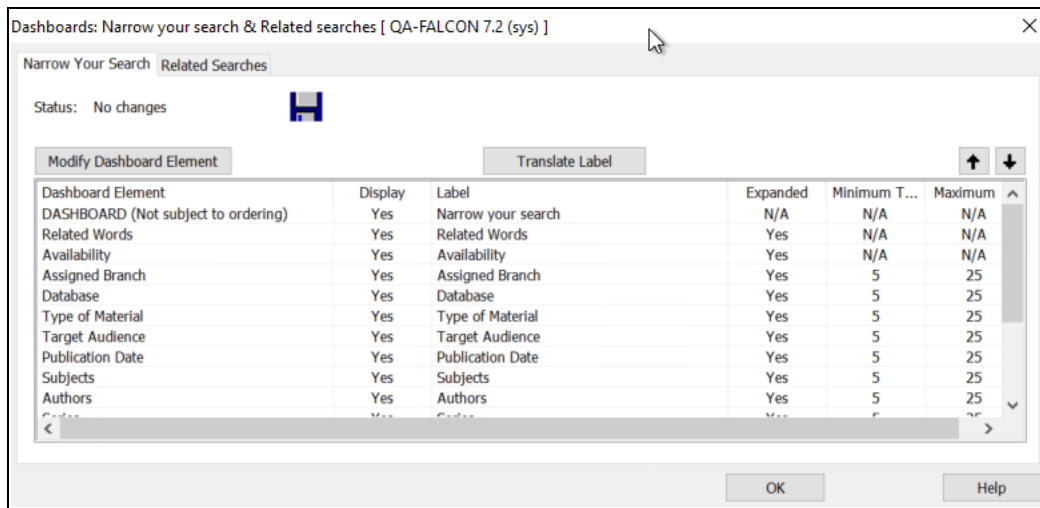 Dashboards: Narrow your search & Related searches [ QA-FALCON 7.2 (sys) ]
Narrow Your Search Related Searches
Status: No changes
Modify Dashboard Element Translate Label
Dashboard Element Display Label Expanded Minimum T... Maximum
DASHBOARD (Not subject to ordering) Yes Narrow your search N/A N/A N/A
Related Words Yes Related Words Yes N/A N/A
Availability Yes Availability Yes N/A N/A
Assigned Branch Yes Assigned Branch Yes 5 25
Database Yes Database Yes 5 25
Type of Material Yes Type of Material Yes 5 25
Target Audience Yes Target Audience Yes 5 25
Publication Date Yes Publication Date Yes 5 25
Subjects Yes Subjects Yes 5 25
Authors Yes Authors Yes 5 25
OK Help